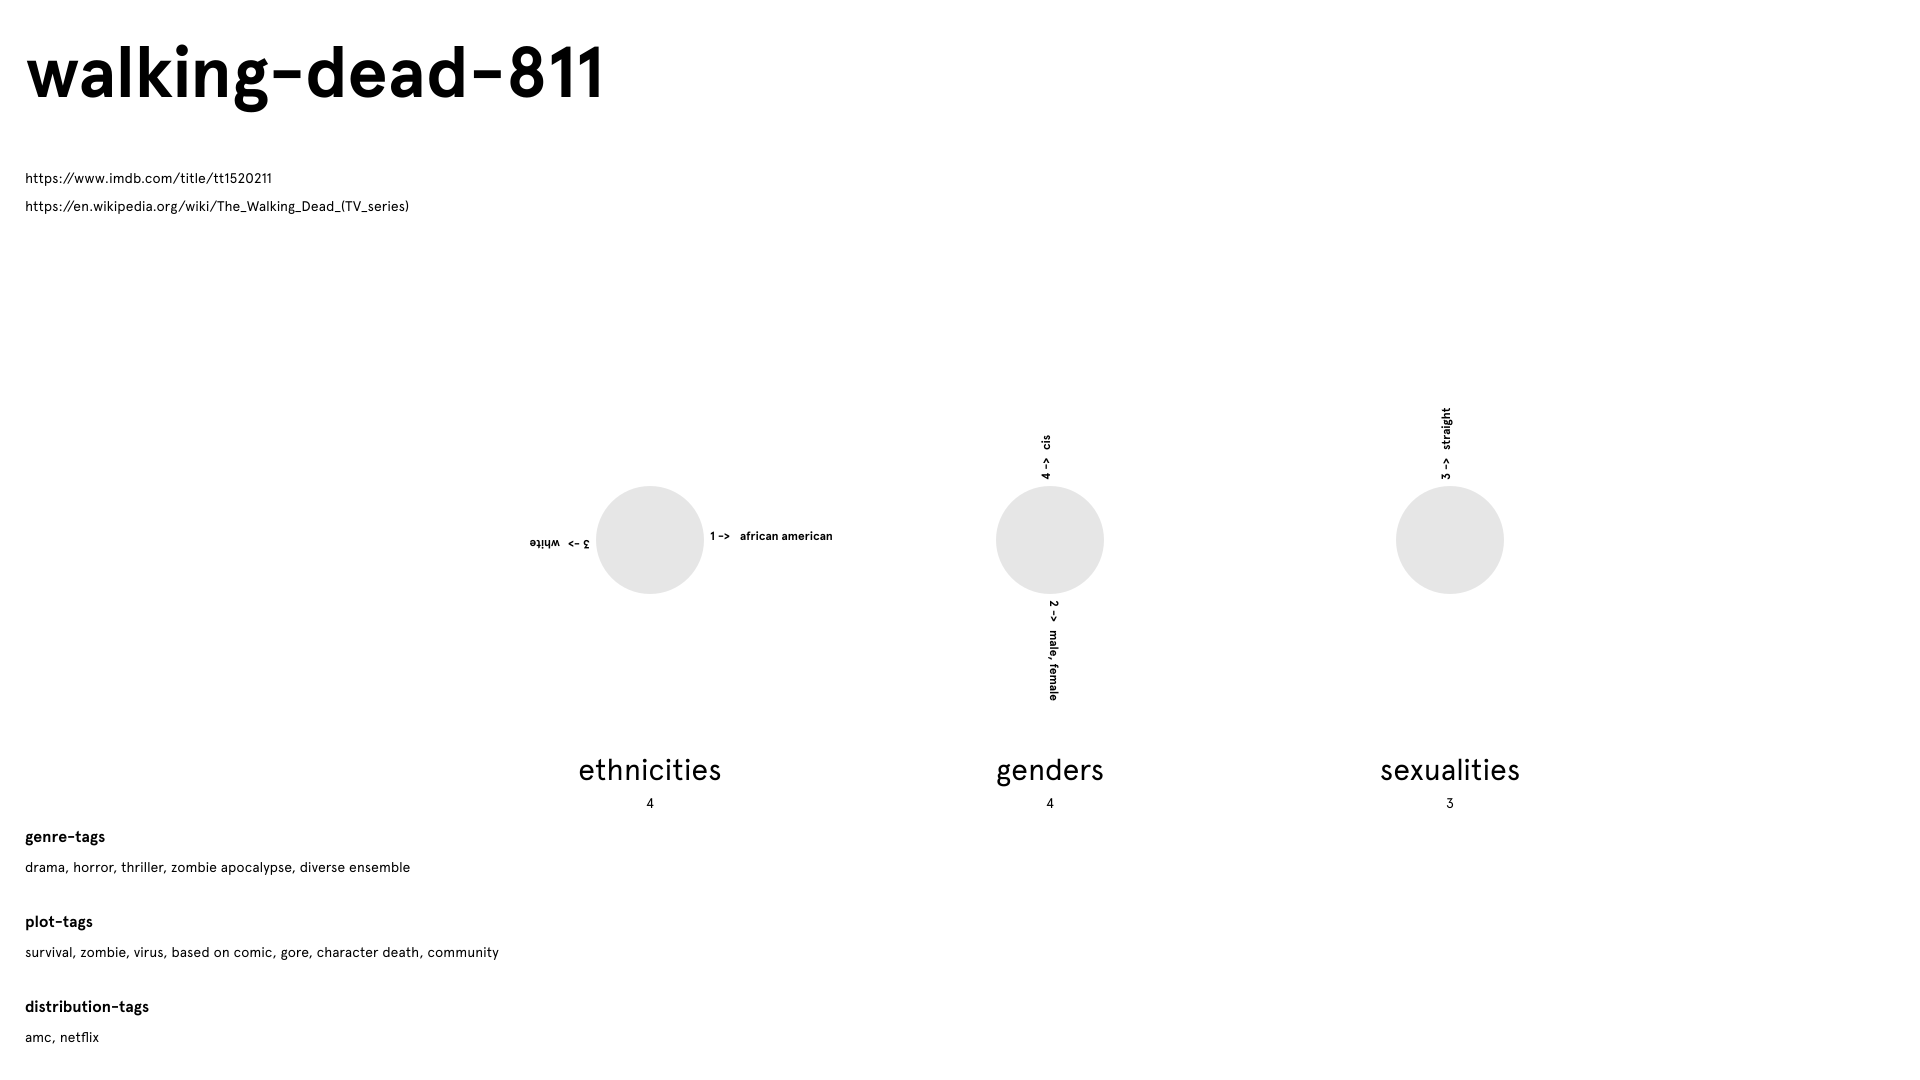 walking-dead-811
https://www.imdb.com/title/tt1520211
https://en.wikipedia.org/wiki/The_Walking_Dead_(TV_series)
3 -> white
1 -> african american
4 -> cis
2 -> male, female
3 -> straight
ethnicities
4
genders
4
sexualities
3
genre-tags
drama, horror, thriller, zombie apocalypse, diverse ensemble
plot-tags
survival, zombie, virus, based on comic, gore, character death, community
distribution-tags
amc, netflix